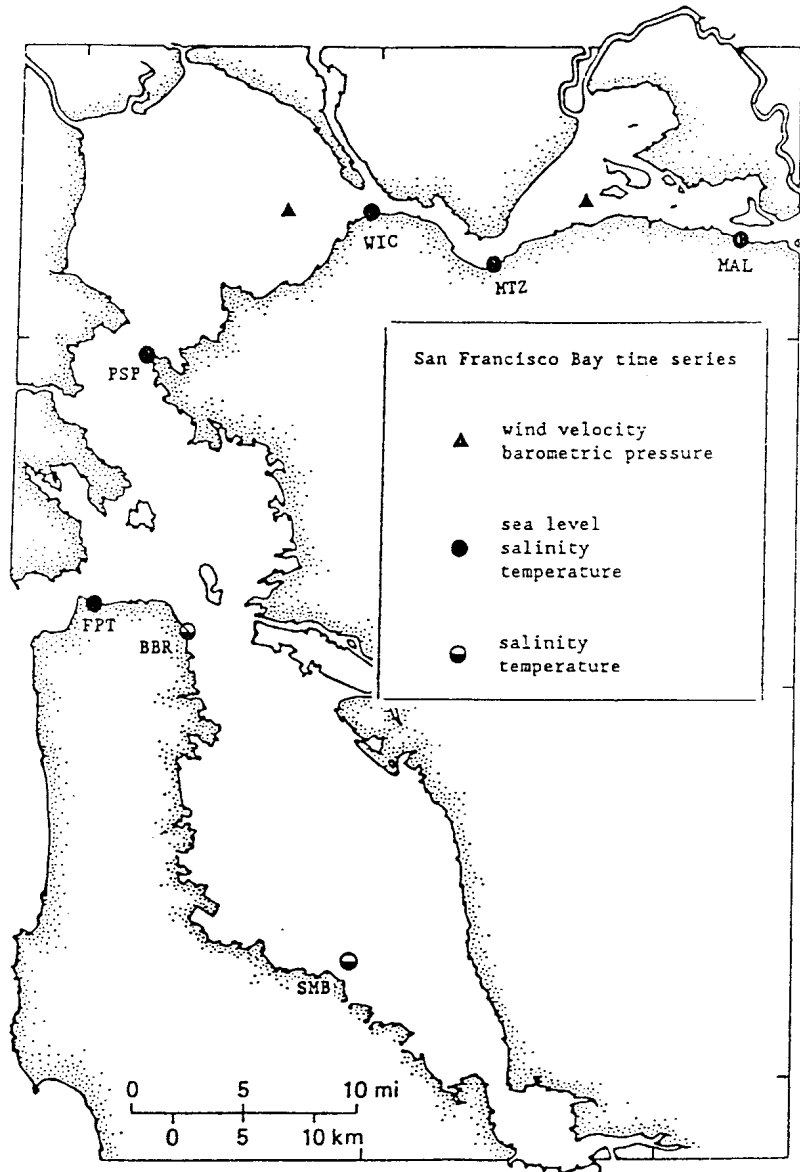 WIC
MTZ
MAL
PSP
San Francisco Bay time series
wind velocity
barometric pressure
sea level
salinity
temperature
salinity
temperature
FPT
BBR
SMB
0 5 10 mi
0 5 10 km